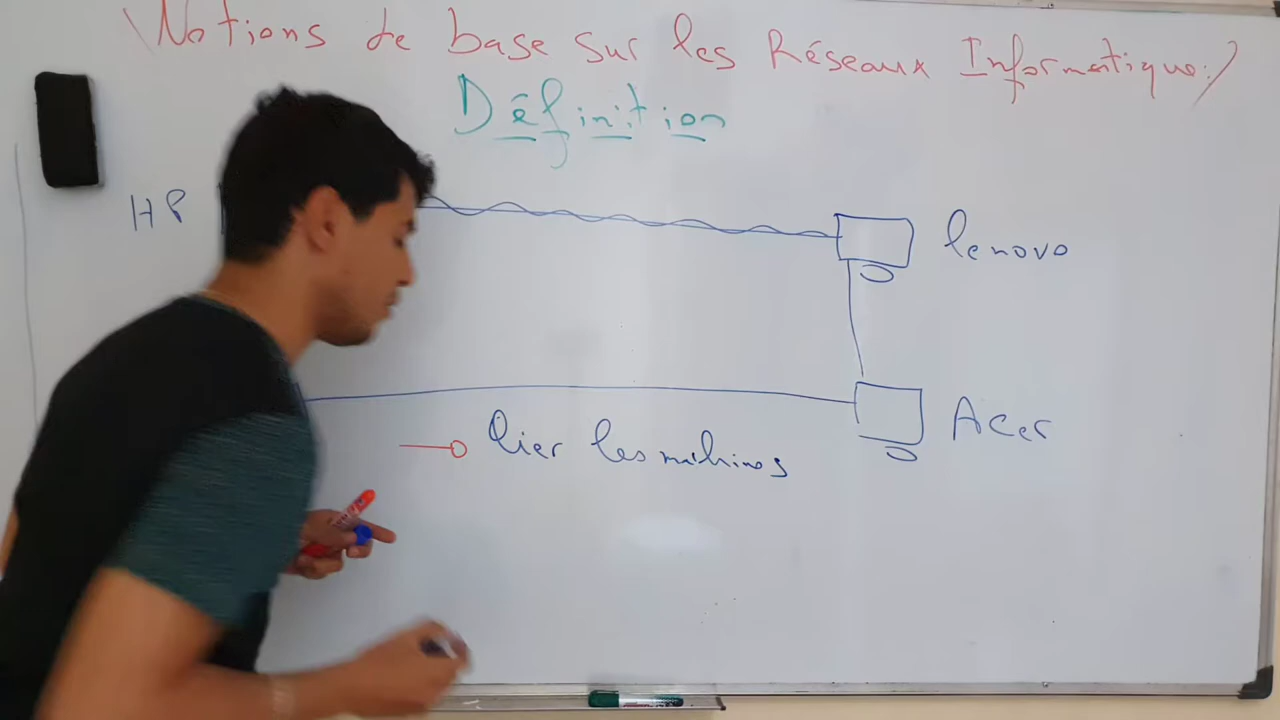 Notions de base sur les Réseaux Informatique:
Définition
HP
lenovo
Acer
lier les machines